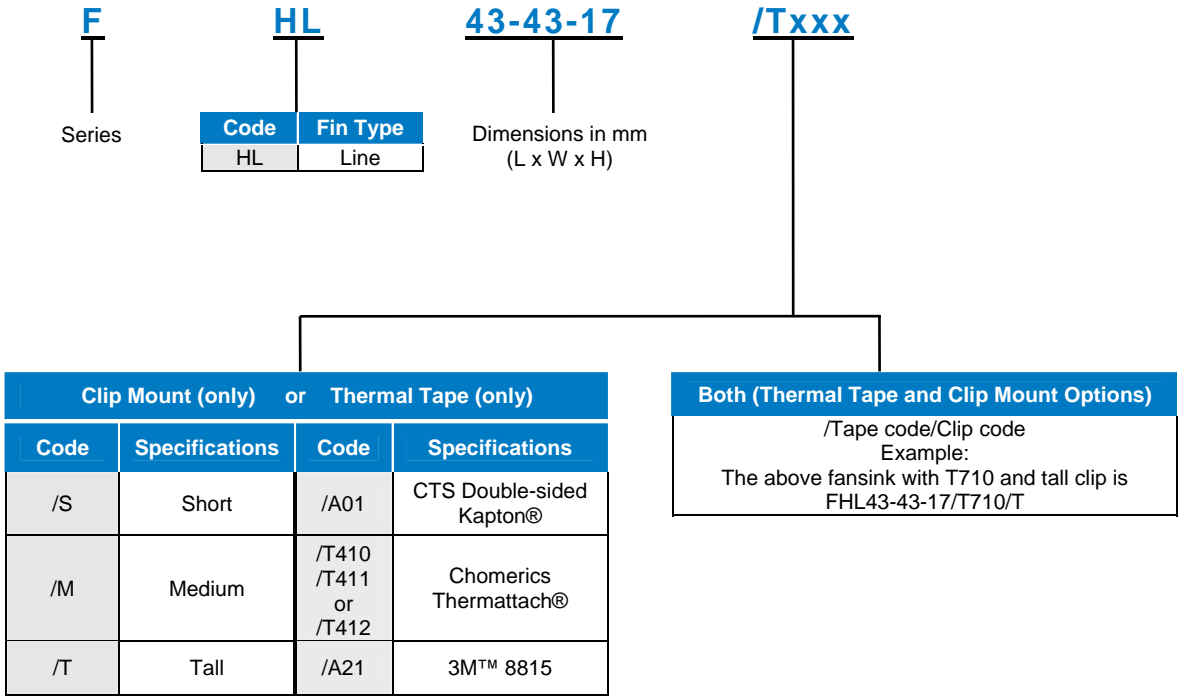 F HL 43-43-17 /Txxx
Series
Code Fin Type
HL Line
Dimensions in mm
(L x W x H)
Clip Mount (only) or Thermal Tape (only)
Code Specifications Code Specifications
/S Short /A01 CTS Double-sided
Kapton®
/M Medium /T410
/T411
or
/T412 Chomerics
Thermattach®
/T Tall /A21 3M™ 8815
Both (Thermal Tape and Clip Mount Options)
/Tape code/Clip code
Example:
The above fansink with T710 and tall clip is
FHL43-43-17/T710/T